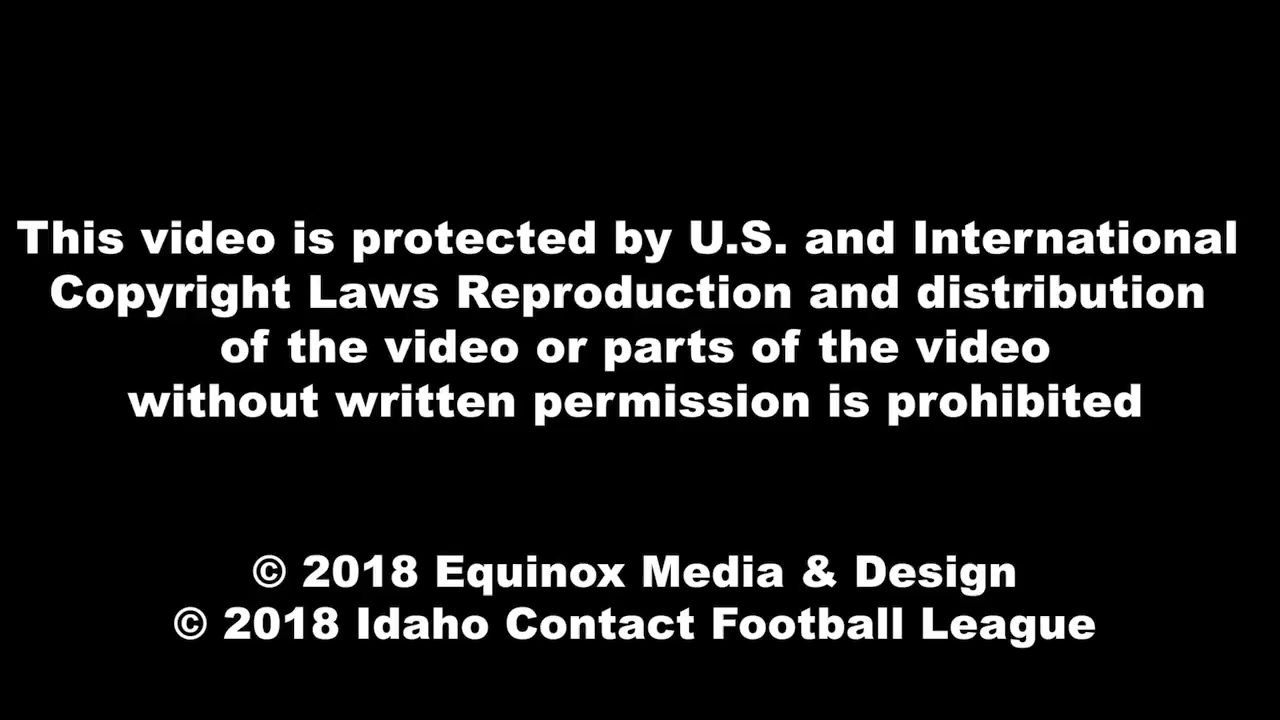 This video is protected by U.S. and International
Copyright Laws Reproduction and distribution
of the video or parts of the video
without written permission is prohibited
© 2018 Equinox Media & Design
© 2018 Idaho Contact Football League